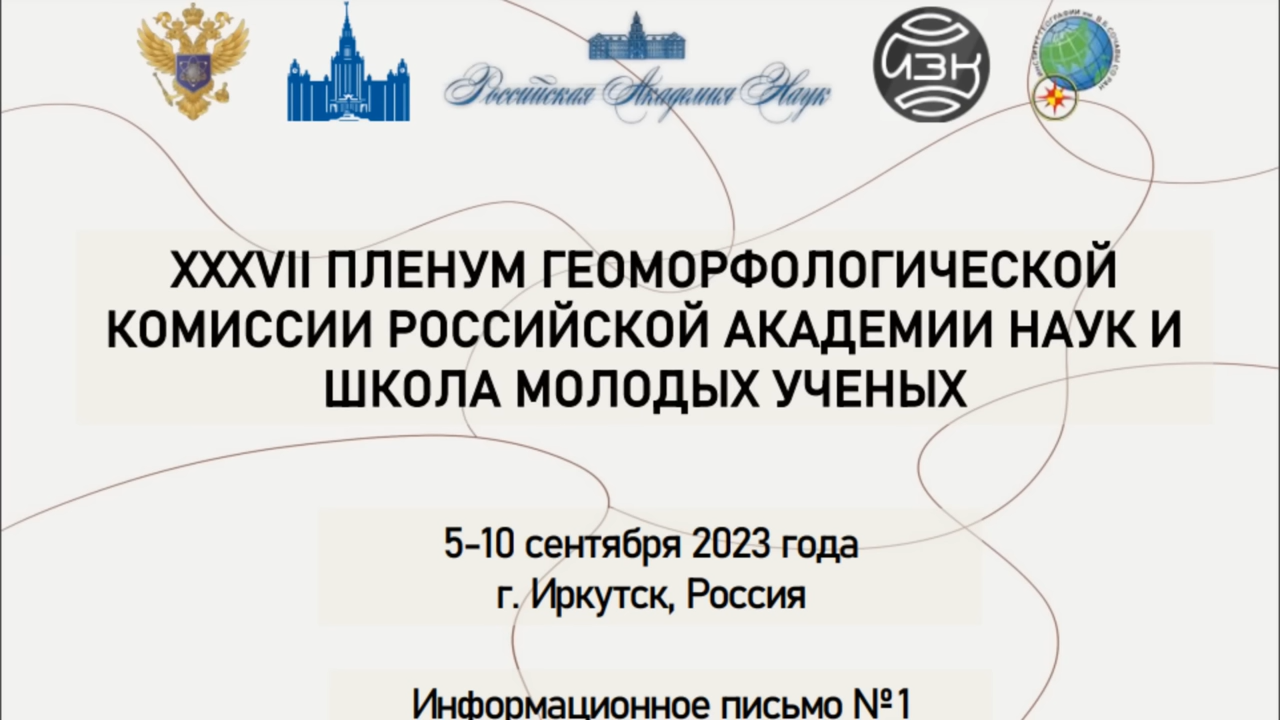 Российская Академия Наук
ИЗК
XXXVII ПЛЕНУМ ГЕОМОРФОЛОГИЧЕСКОЙ
КОМИССИИ РОССИЙСКОЙ АКАДЕМИИ НАУК И
ШКОЛА МОЛОДЫХ УЧЕНЫХ
5-10 сентября 2023 года
г. Иркутск, Россия
Информационное письмо №1